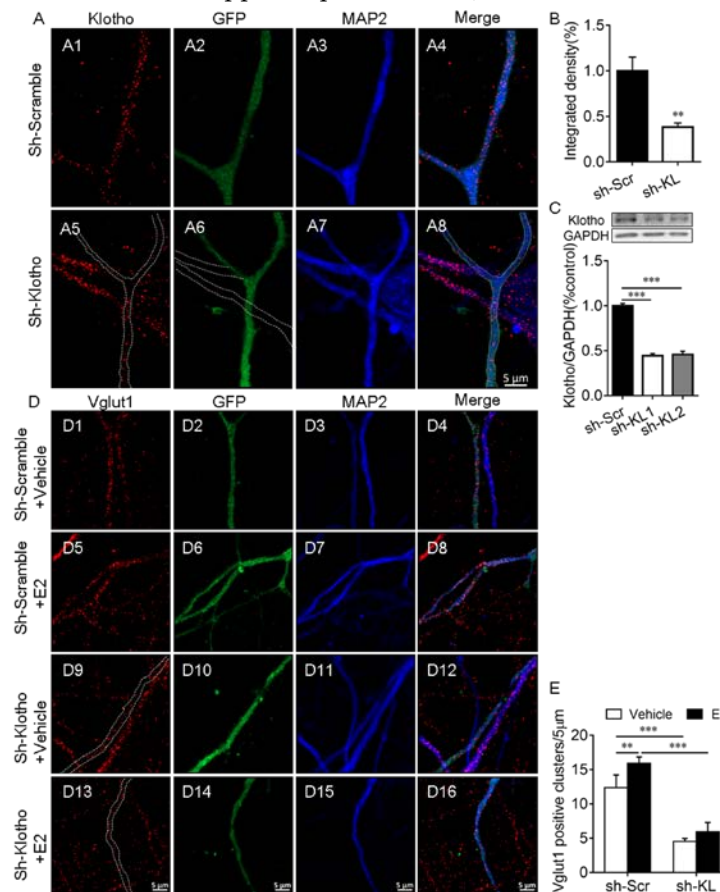 A Klotho GFP MAP2 Merge
Sh-Scramble
A1 A2 A3 A4
Sh-Klotho
A5 A6 A7 A8
5 μm
B
Integrated density(%)
1.5
1.0
0.5
0.0
**
sh-Scr sh-KL
C
Klotho
GAPDH
Klotho/GAPDH(%control)
1.5
1.0
0.5
0.0
***
***
sh-Scr sh-KL1 sh-KL2
D Vglut1 GFP MAP2 Merge
Sh-Scramble
+Vehicle
D1 D2 D3 D4
Sh-Scramble
+E2
D5 D6 D7 D8
Sh-Klotho
+Vehicle
D9 D10 D11 D12
Sh-Klotho
+E2
D13 D14 D15 D16
5 μm 5 μm 5 μm 5 μm
E
Vehicle E
Vglut1 positive clusters/5μm
20
15
10
5
0
***
** ***
sh-Scr sh-KL